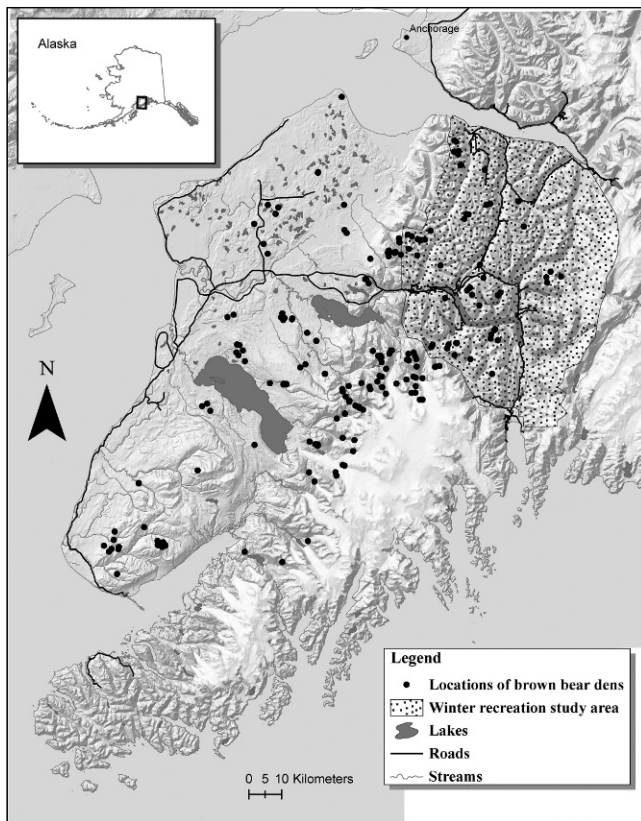 Alaska
Anchorage
N
Legend
Locations of brown bear dens
Winter recreation study area
Lakes
Roads
Streams
0 5 10 Kilometers